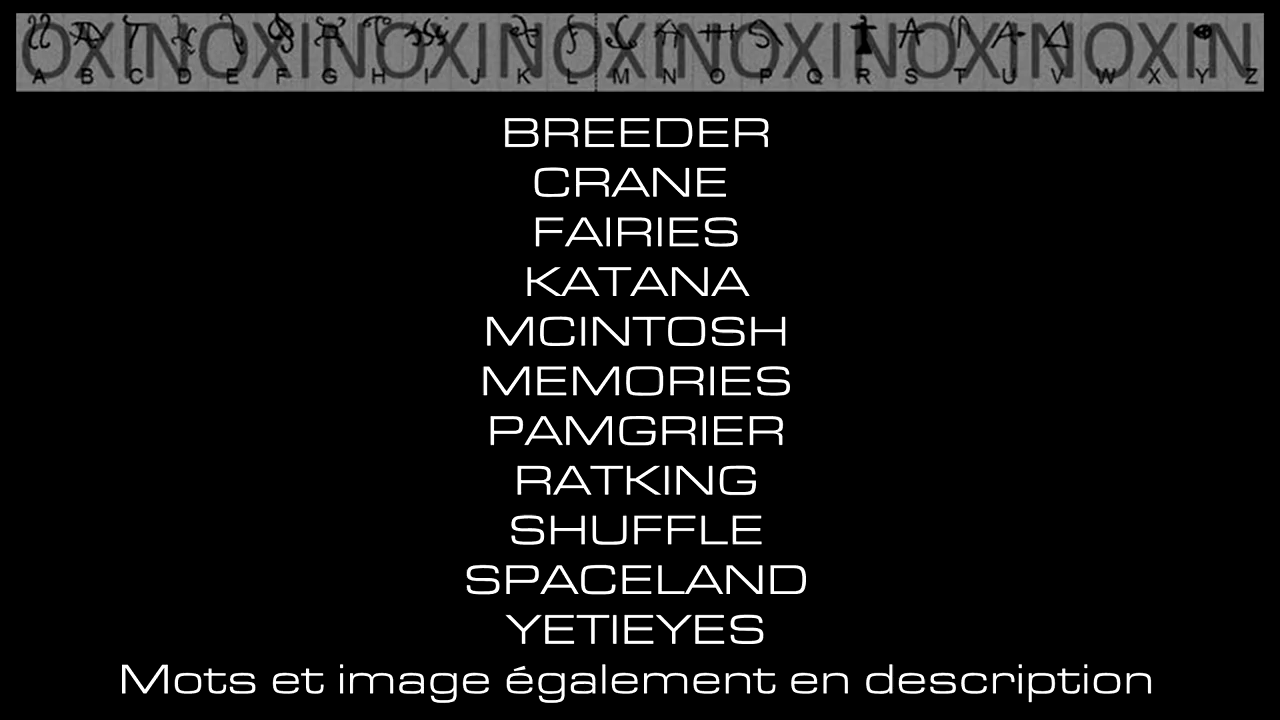 OXINOXINOXINOXINOXINOXINOXIN
A B C D E F G H I J K L M N O P Q R S T U V W X Y Z
BREEDER
CRANE
FAIRIES
KATANA
MCINTOSH
MEMORIES
PAMGRIER
RATKING
SHUFFLE
SPACELAND
YETIEYES
Mots et image également en description